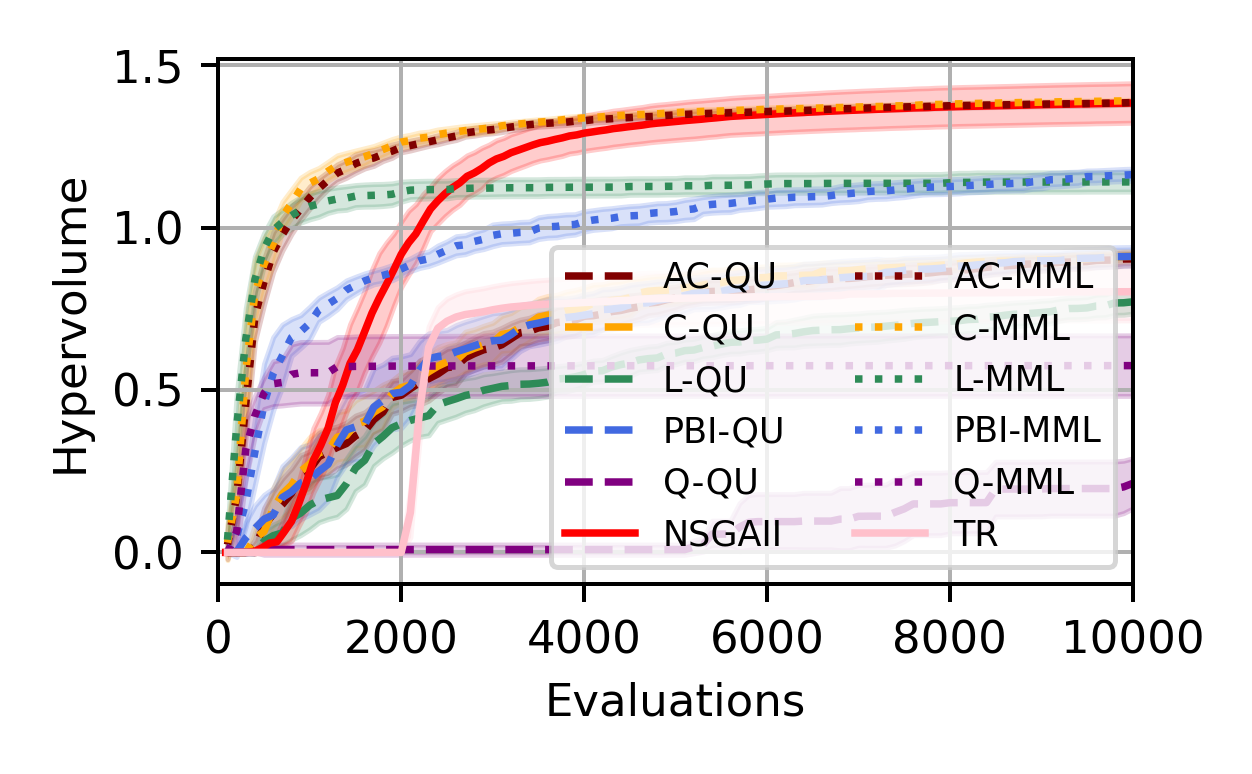 1.5
1.0
0.5
0.0
Hypervolume
AC-QU AC-MML
C-QU C-MML
L-QU L-MML
PBI-QU PBI-MML
Q-QU Q-MML
NSGAII TR
0 2000 4000 6000 8000 10000
Evaluations